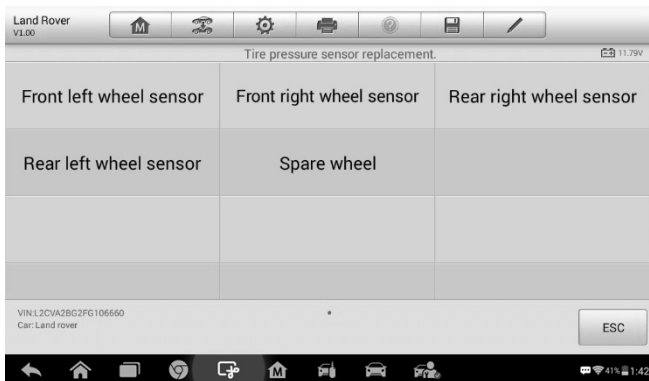 Land Rover
V1.00
Tire pressure sensor replacement.
11.79V
Front left wheel sensor
Front right wheel sensor
Rear right wheel sensor
Rear left wheel sensor
Spare wheel
VIN:L2CVA2BG2FG106660
Car: Land rover
ESC
41% 1:42